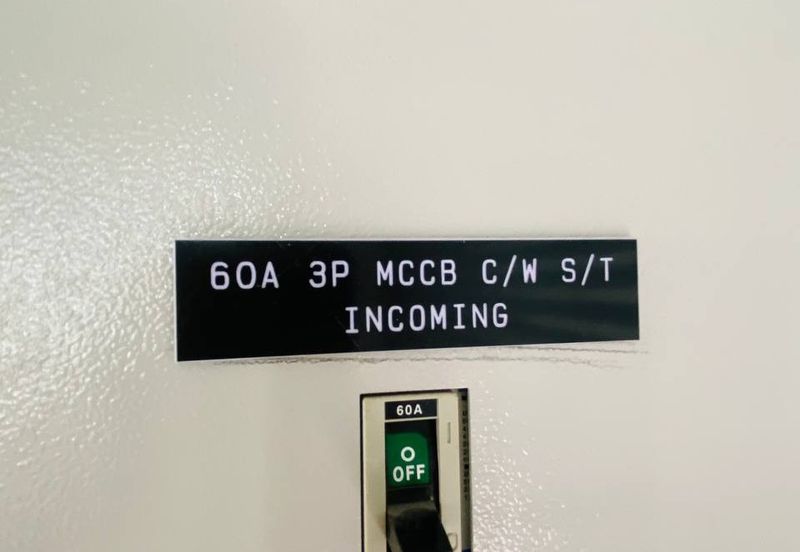 60A 3P MCCB C/W S/T
INCOMING
60A
O
OFF